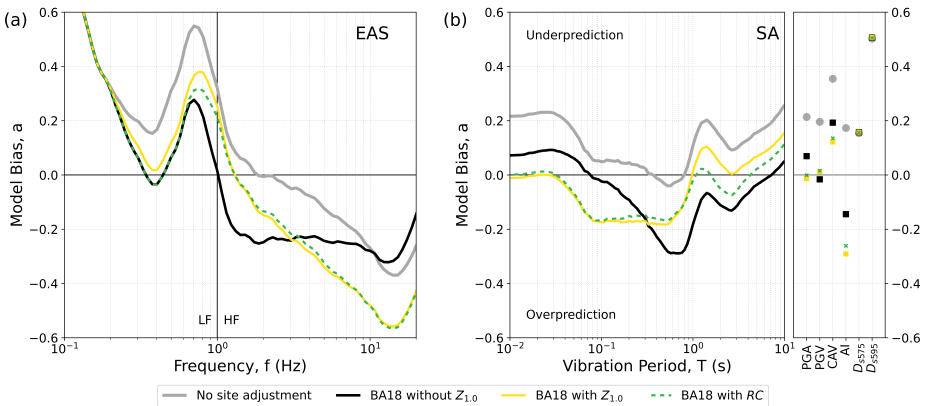 (a)
Model Bias, a
0.6
0.4
0.2
0.0
−0.2
−0.4
−0.6
EAS
LF HF
10⁻¹ 10⁰ 10¹
Frequency, f (Hz)
(b)
Model Bias, a
0.6
0.4
0.2
0.0
−0.2
−0.4
−0.6
Underprediction SA
Overprediction
10⁻² 10⁻¹ 10⁰ 10¹
Vibration Period, T (s)
0.6
0.4
0.2
0.0
−0.2
−0.4
−0.6
PGA
PGV
CAV
AI
Ds575
Ds595
No site adjustment BA18 without Z1.0 BA18 with Z1.0 BA18 with RC